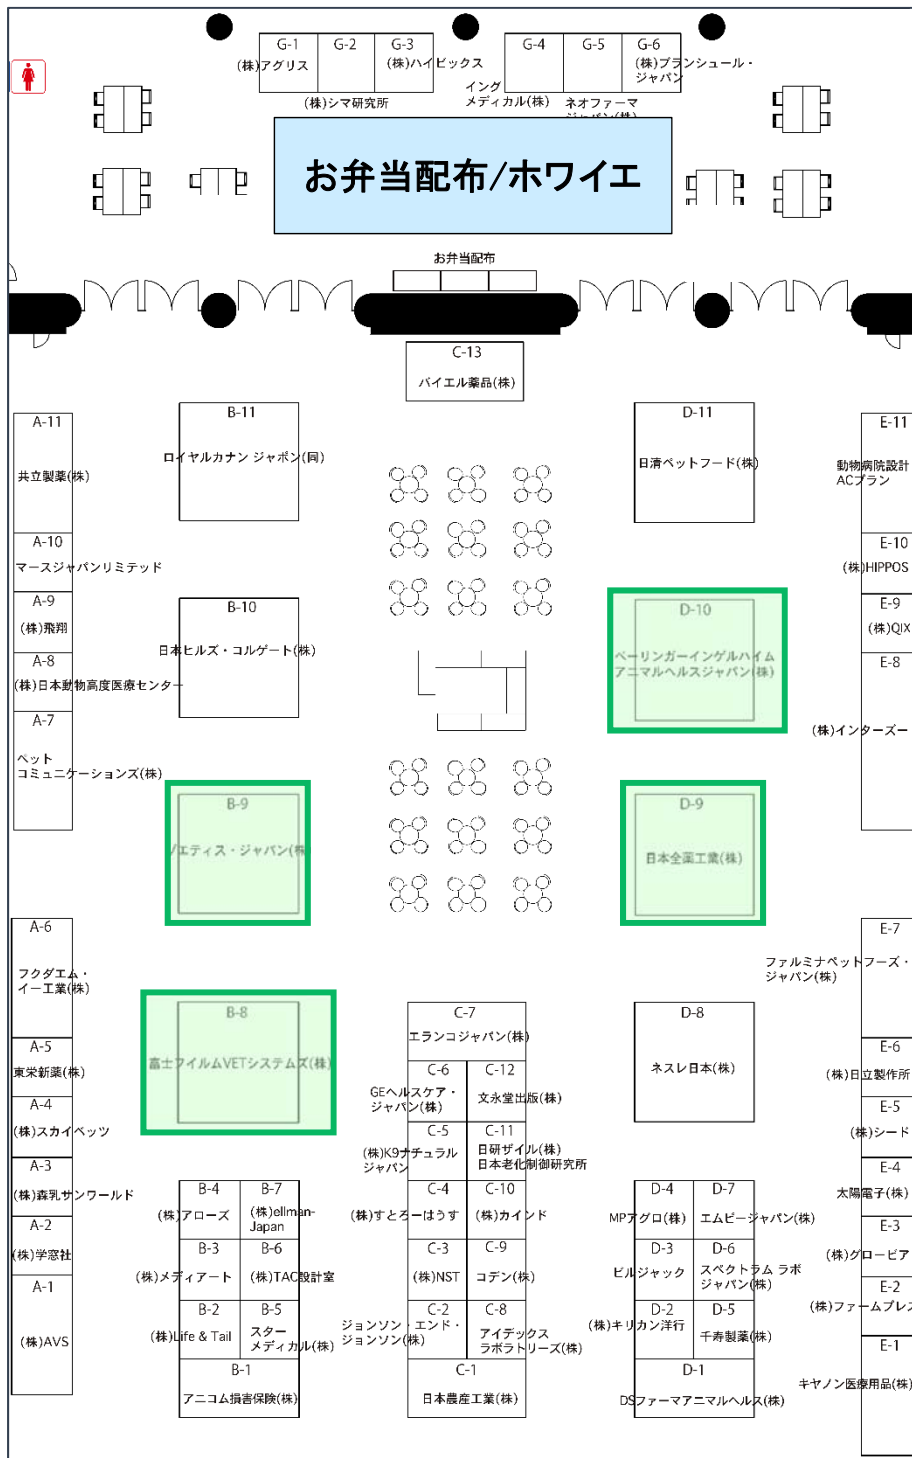 G-1
(株)アグリス
G-2
(株)シマ研究所
G-3
(株)ハイビックス
G-4
イング
メディカル(株)
G-5
ネオファーマ
ジャパン(株)
G-6
(株)プランシュール・
ジャパン
お弁当配布/ホワイエ
お弁当配布
C-13
バイエル薬品(株)
A-11
共立製薬(株)
B-11
ロイヤルカナン ジャポン(同)
D-11
日清ペットフード(株)
E-11
動物病院設計
ACプラン
A-10
マースジャパンリミテッド
E-10
(株)HIPPOS
A-9
(株)飛翔
B-10
日本ヒルズ・コルゲート(株)
D-10
ベーリンガーインゲルハイム
アニマルヘルスジャパン(株)
E-9
(株)QIX
A-8
(株)日本動物高度医療センター
E-8
(株)インターズー
A-7
ペット
コミュニケーションズ(株)
B-9
ゾエティス・ジャパン(株)
D-9
日本全薬工業(株)
A-6
フクダエム・
イー工業(株)
E-7
ファルミナペットフーズ・
ジャパン(株)
B-8
富士フイルムVETシステムズ(株)
C-7
エランコジャパン(株)
D-8
ネスレ日本(株)
A-5
東栄新薬(株)
C-6
GEヘルスケア・
ジャパン(株)
C-12
文永堂出版(株)
E-6
(株)日立製作所
A-4
(株)スカイペッツ
C-5
(株)K9ナチュラル
ジャパン
C-11
日研ザイル(株)
日本老化制御研究所
E-5
(株)シード
A-3
(株)森乳サンワールド
B-4
(株)アローズ
B-7
(株)ellman-
Japan
C-4
(株)すとろーはうす
C-10
(株)カインド
D-4
MPアグロ(株)
D-7
エムピージャパン(株)
E-4
太陽電子(株)
A-2
(株)学窓社
B-3
(株)メディアート
B-6
(株)TAC設計室
C-3
(株)NST
C-9
コデン(株)
D-3
ビルジャック
D-6
スペクトラム ラボ
ジャパン(株)
E-3
(株)グロービア
A-1
(株)AVS
B-2
(株)Life & Tail
B-5
スター
メディカル(株)
C-2
ジョンソン・エンド・
ジョンソン(株)
C-8
アイデックス
ラボラトリーズ(株)
D-2
(株)キリカン洋行
D-5
千寿製薬(株)
E-2
(株)ファームプレス
B-1
アニコム損害保険(株)
C-1
日本農産工業(株)
D-1
DSファーマアニマルヘルス(株)
E-1
キヤノン医療用品(株)